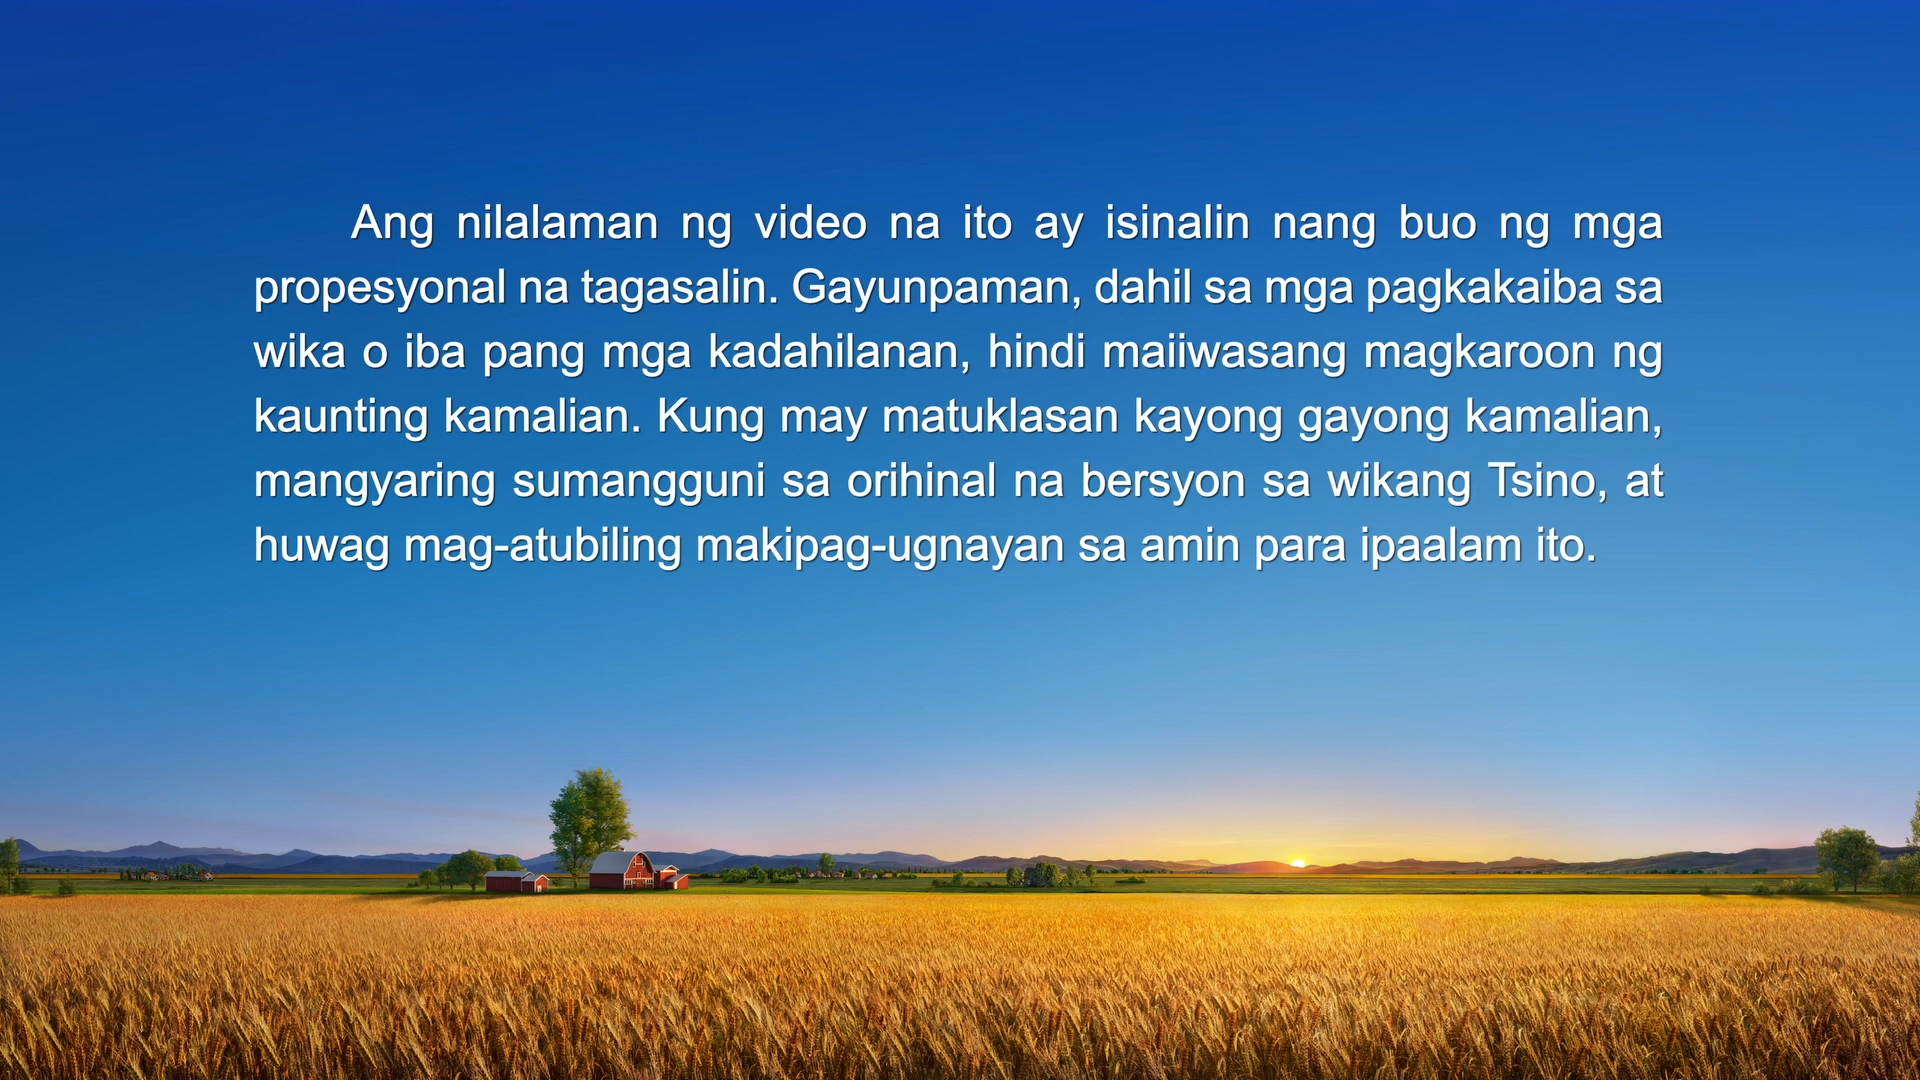 Ang nilalaman ng video na ito ay isinalin nang buo ng mga
propesyonal na tagasalin. Gayunpaman, dahil sa mga pagkakaiba sa
wika o iba pang mga kadahilanan, hindi maiiwasang magkaroon ng
kaunting kamalian. Kung may matuklasan kayong gayong kamalian,
mangyaring sumangguni sa orihinal na bersyon sa wikang Tsino, at
huwag mag-atubiling makipag-ugnayan sa amin para ipaalam ito.